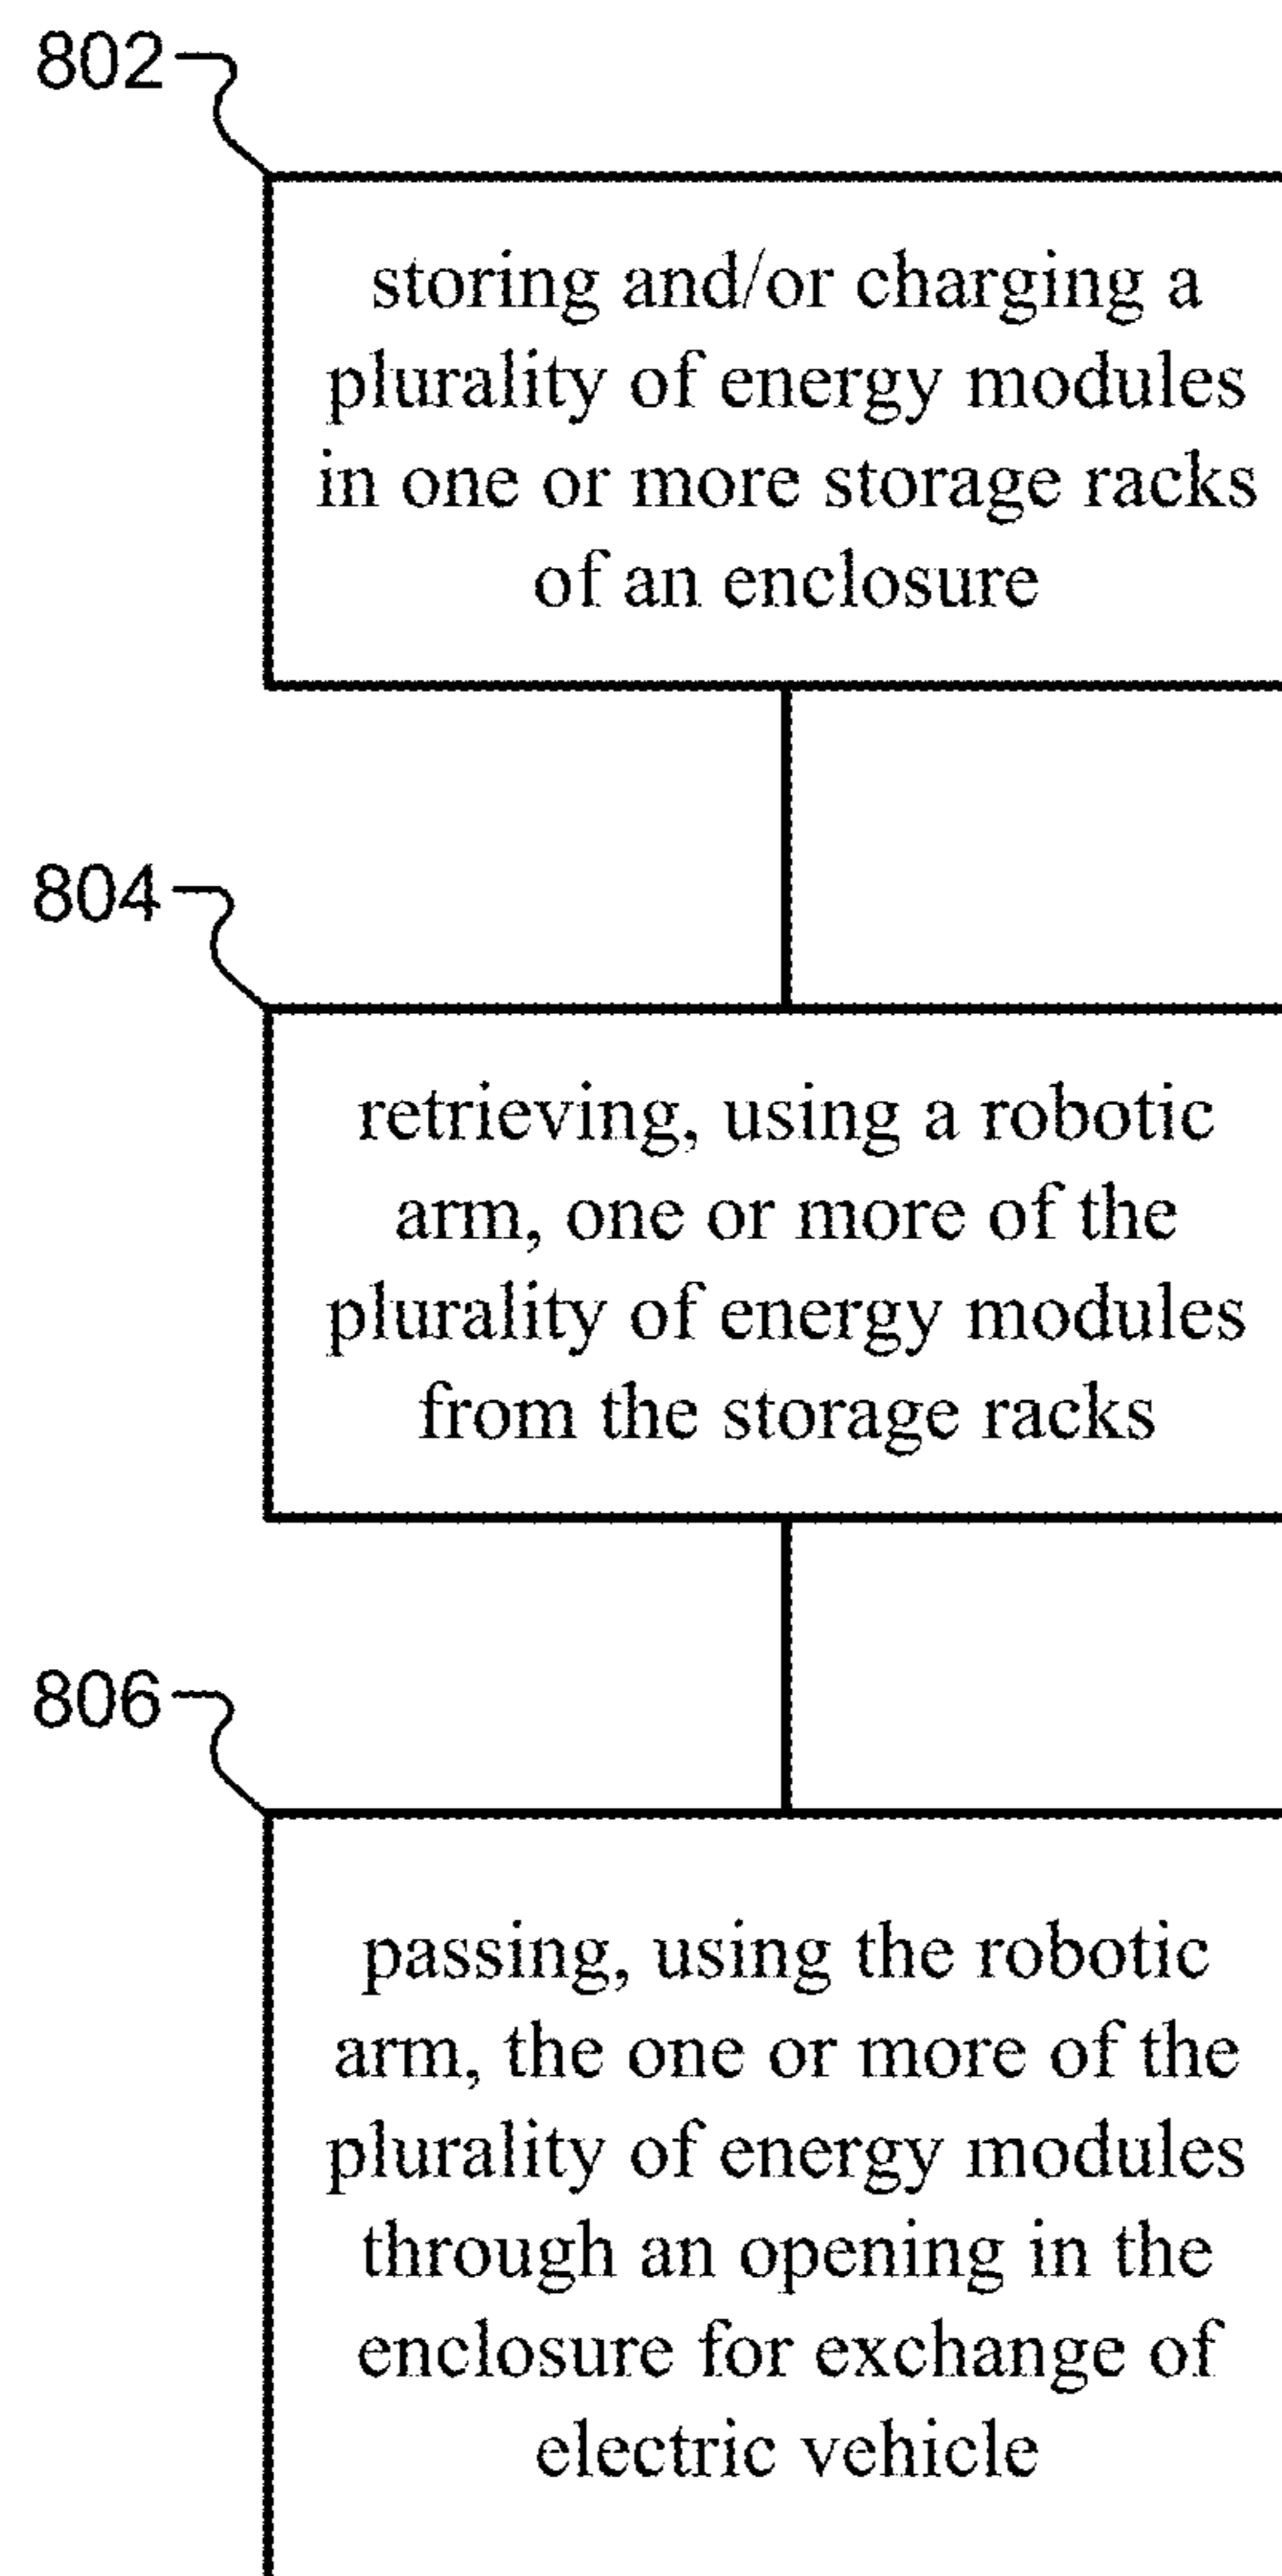 802
storing and/or charging a
plurality of energy modules
in one or more storage racks
of an enclosure
804
retrieving, using a robotic
arm, one or more of the
plurality of energy modules
from the storage racks
806
passing, using the robotic
arm, the one or more of the
plurality of energy modules
through an opening in the
enclosure for exchange of
electric vehicle